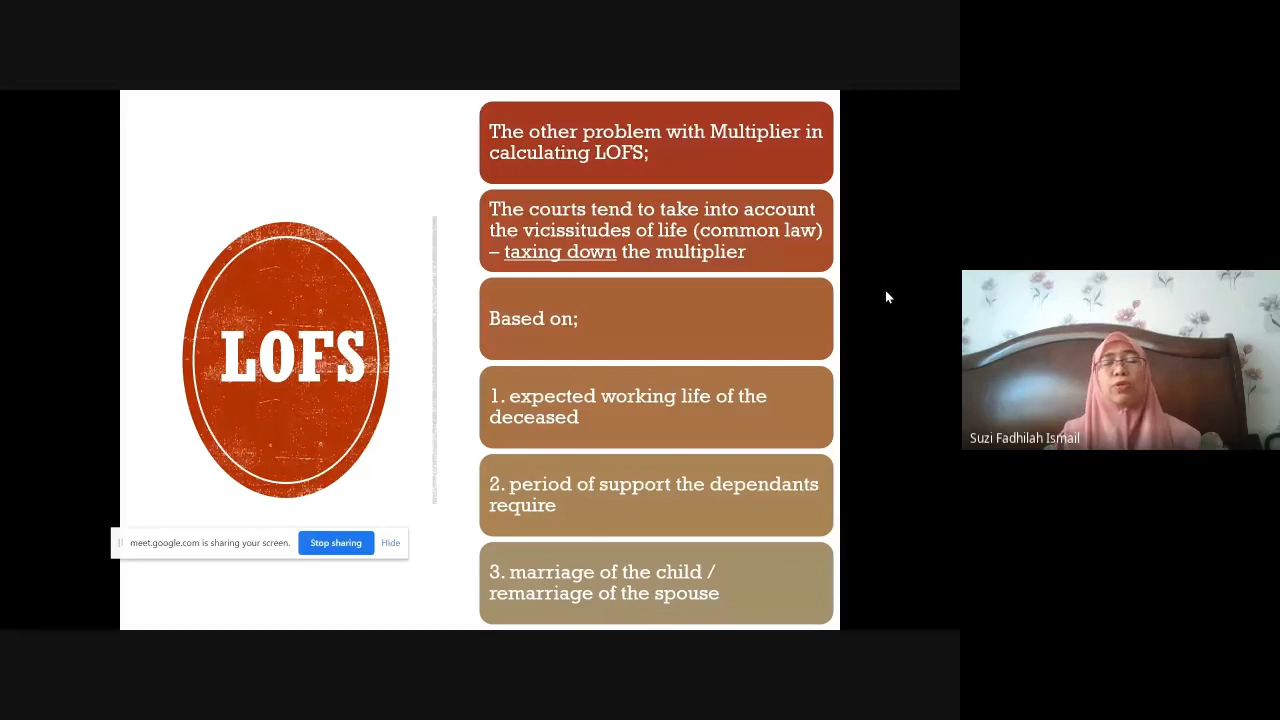 The other problem with Multiplier in
calculating LOFS;
The courts tend to take into account
the vicissitudes of life (common law)
– taxing down the multiplier
Based on;
1. expected working life of the
deceased
2. period of support the dependants
require
3. marriage of the child /
remarriage of the spouse
LOFS
meet.google.com is sharing your screen.
Stop sharing
Hide
Suzi Fadhilah Ismail